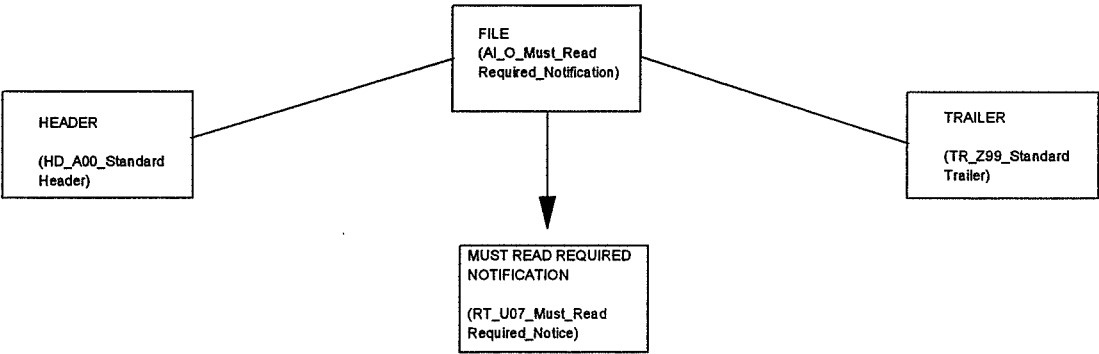 FILE
(AI_O_Must_Read
Required_Notification)
HEADER
(HD_A00_Standard
Header)
TRAILER
(TR_Z99_Standard
Trailer)
MUST READ REQUIRED
NOTIFICATION
(RT_U07_Must_Read
Required_Notice)